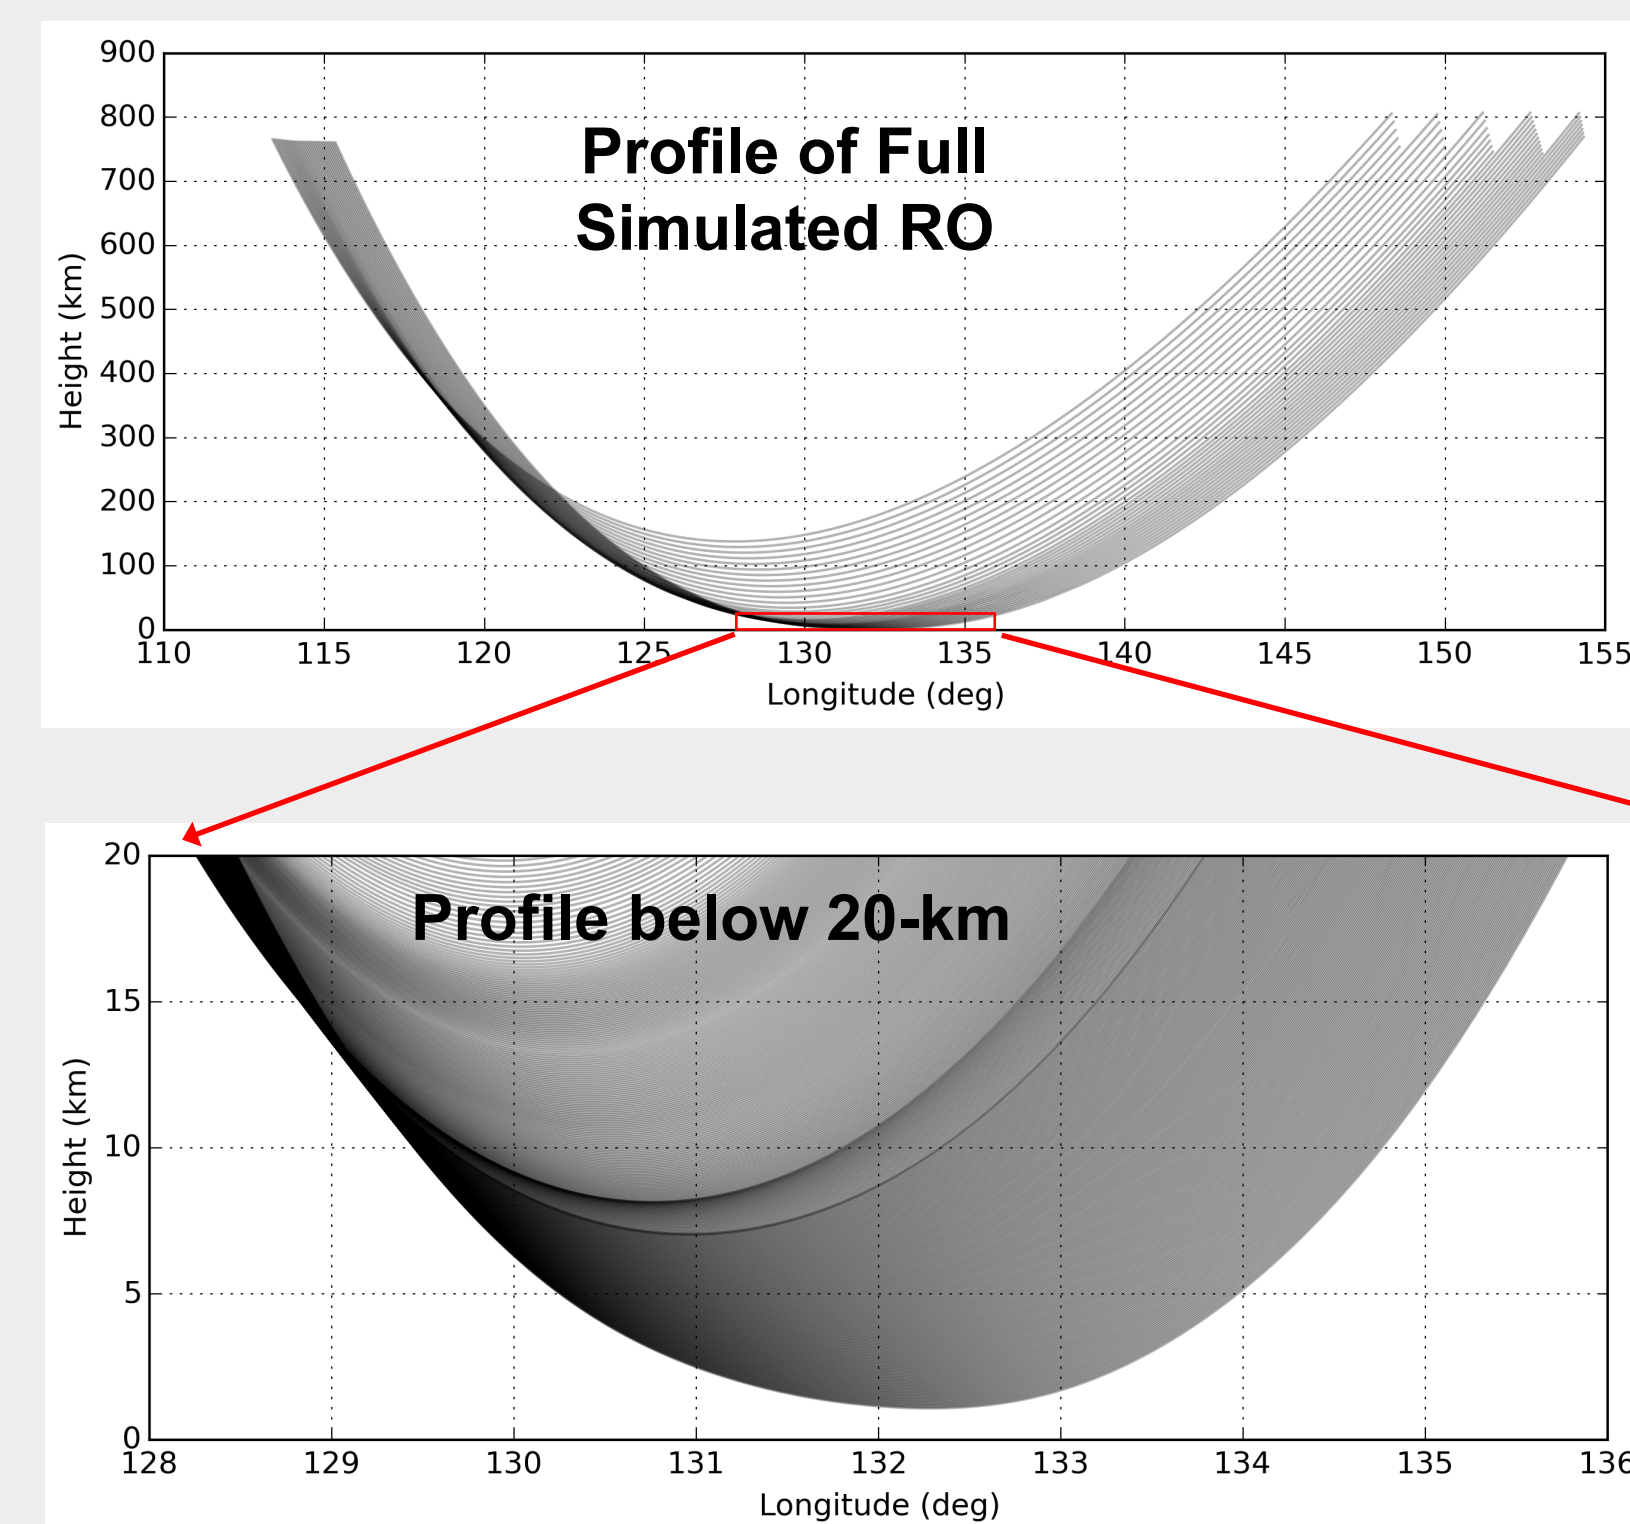 900
800
700
600
500
400
300
200
100
0
Height (km)
Profile of Full
Simulated RO
110 115 120 125 130 135 140 145 150 155
Longitude (deg)
20
15
10
5
0
Height (km)
Profile below 20-km
128 129 130 131 132 133 134 135 136
Longitude (deg)